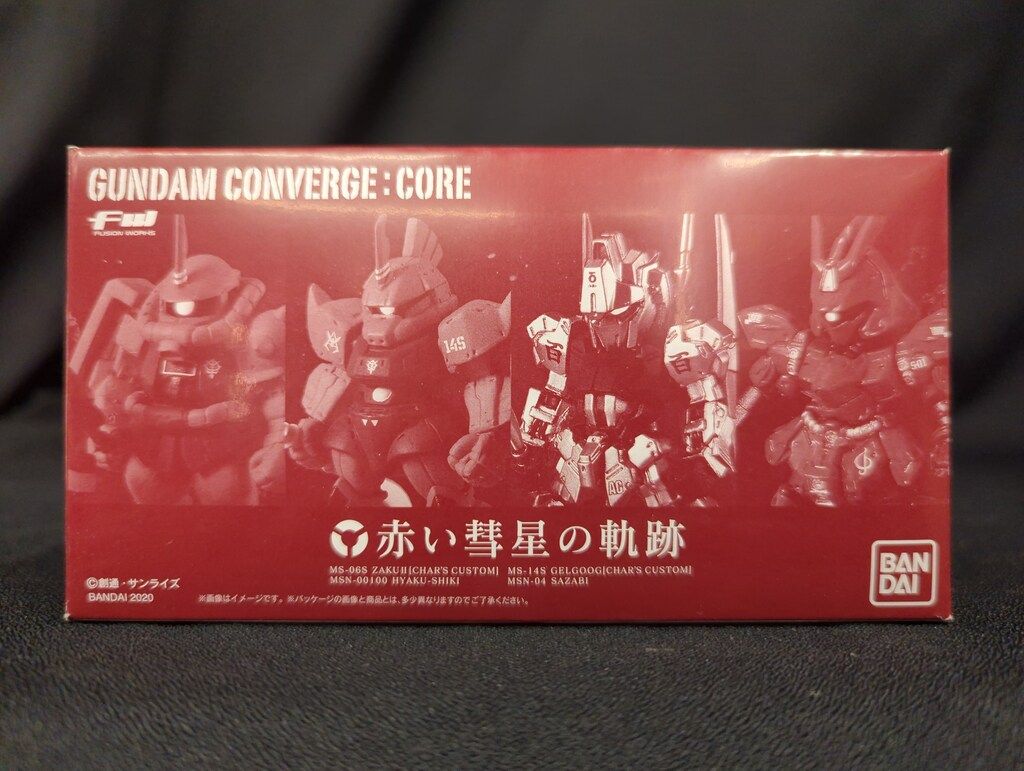 GUNDAM CONVERGE:CORE
FW
FUSION WORKS
14S
百
百
AC
赤い彗星の軌跡
MS-06S ZAKUⅡ[CHAR'S CUSTOM] MS-14S GELGOOG[CHAR'S CUSTOM]
MSN-00100 HYAKU-SHIKI MSN-04 SAZABI
©創通・サンライズ
BANDAI 2020
※画像はイメージです。※パッケージの画像と商品とは、多少異なりますのでご了承ください。
BAN
DAI